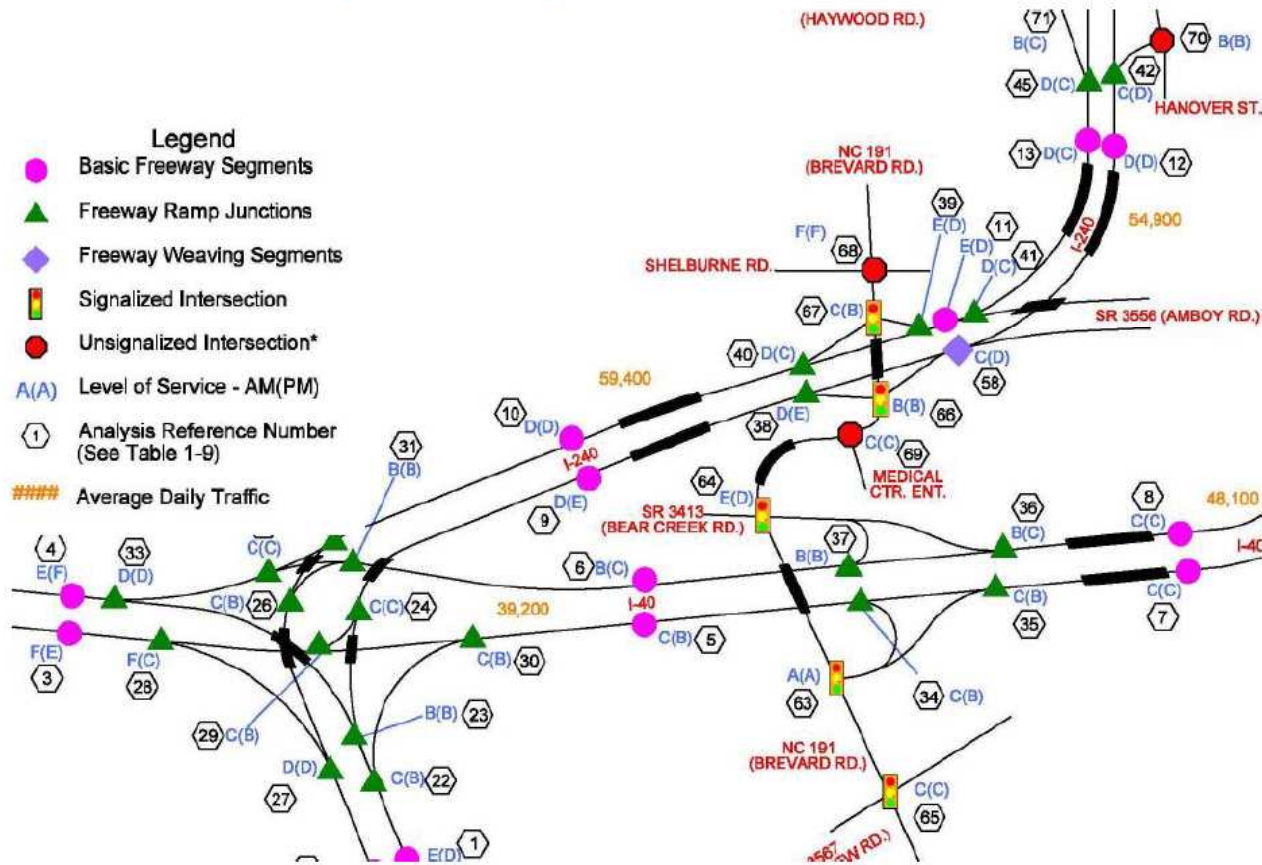 (HAYWOOD RD.)
71
B(C)
70
B(B)
45
D(C)
42
C(D)
HANOVER ST.
Legend
Basic Freeway Segments
Freeway Ramp Junctions
Freeway Weaving Segments
Signalized Intersection
Unsignalized Intersection*
A(A)
Level of Service - AM(PM)
1
Analysis Reference Number
(See Table 1-9)
####
Average Daily Traffic
NC 191
(BREVARD RD.)
13
D(C)
D(D)
12
39
E(D)
11
E(D)
41
D(C)
I-240
54,900
F(F)
68
SHELBURNE RD.
67
C(B)
SR 3556 (AMBOY RD.)
40
D(C)
C(D)
58
59,400
10
D(D)
38
D(E)
B(B)
66
31
B(B)
I-240
C(C)
69
MEDICAL
CTR. ENT.
9
D(E)
64
E(D)
SR 3413
(BEAR CREEK RD.)
36
B(C)
8
C(C)
48,100
I-40
4
E(F)
33
D(D)
C(C)
37
B(B)
6
B(C)
C(B)
26
C(C)
24
39,200
I-40
C(B)
5
C(B)
35
C(C)
7
F(E)
3
F(C)
28
C(B)
30
A(A)
63
34
C(B)
29
C(B)
B(B)
23
D(D)
27
C(B)
22
NC 191
(BREVARD RD.)
C(C)
65
E(D)
1
3567
EW RD.)